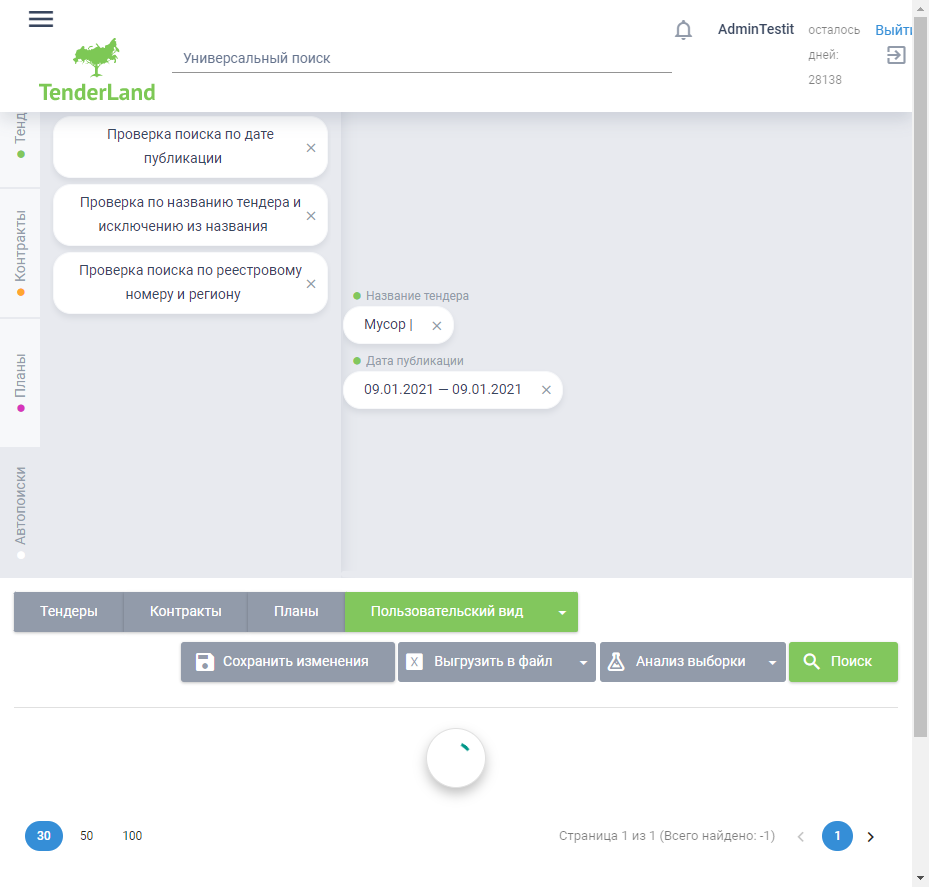 AdminTestit
осталось
дней:
28138
Выйти
Универсальный поиск
TenderLand
Тенд
Контракты
Планы
Автопоиски
Проверка поиска по дате
публикации
Проверка по названию тендера и
исключению из названия
Проверка поиска по реестровому
номеру и региону
Название тендера
Мусор |
Дата публикации
09.01.2021 — 09.01.2021
Тендеры
Контракты
Планы
Пользовательский вид
Сохранить изменения
X Выгрузить в файл
Анализ выборки
Поиск
30 50 100
Страница 1 из 1 (Всего найдено: -1)
1